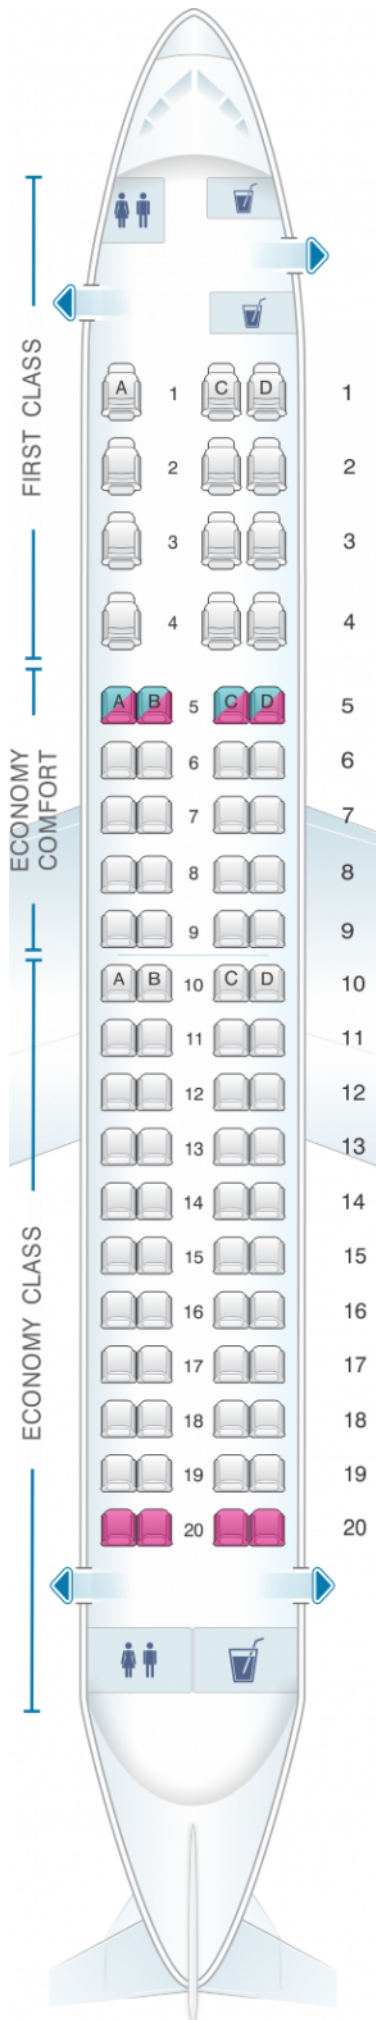 FIRST CLASS
A 1 C D 1
2 2
3 3
4 4
ECONOMY
COMFORT
A B 5 C D 5
6 6
7 7
8 8
9 9
ECONOMY CLASS
A B 10 C D 10
11 11
12 12
13 13
14 14
15 15
16 16
17 17
18 18
19 19
20 20